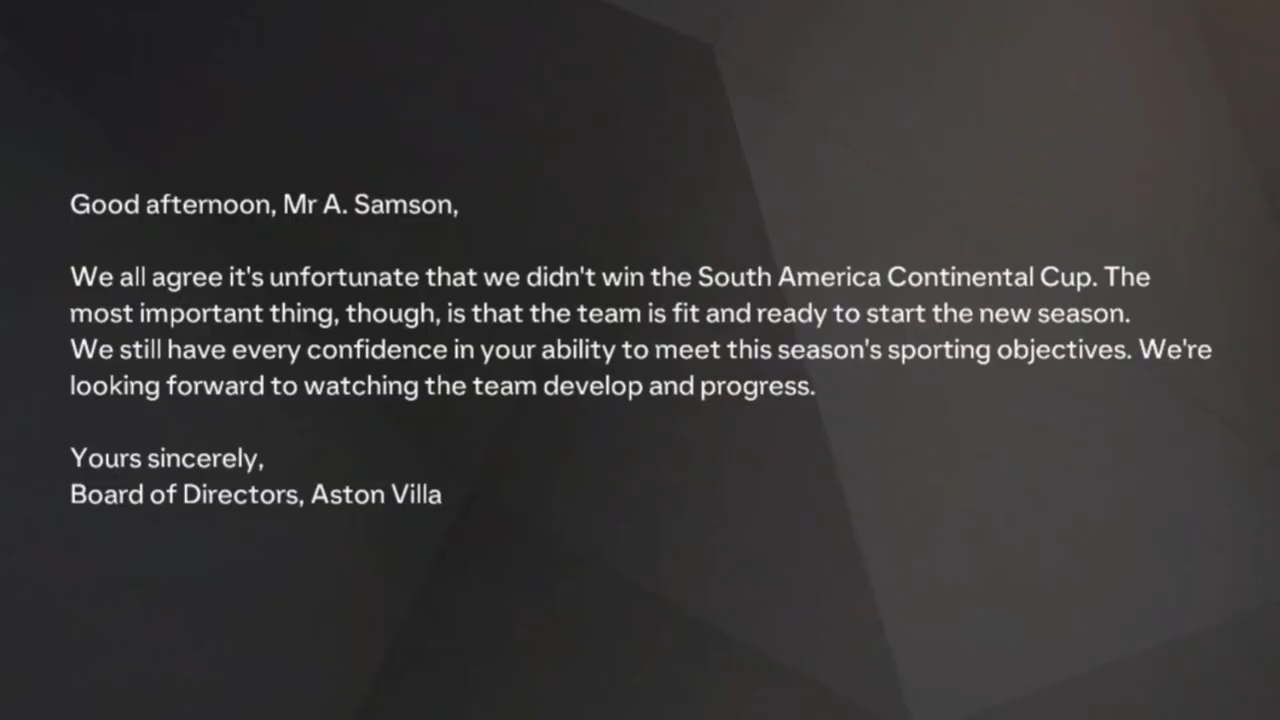 Good afternoon, Mr A. Samson,
We all agree it's unfortunate that we didn't win the South America Continental Cup. The
most important thing, though, is that the team is fit and ready to start the new season.
We still have every confidence in your ability to meet this season's sporting objectives. We're
looking forward to watching the team develop and progress.
Yours sincerely,
Board of Directors, Aston Villa